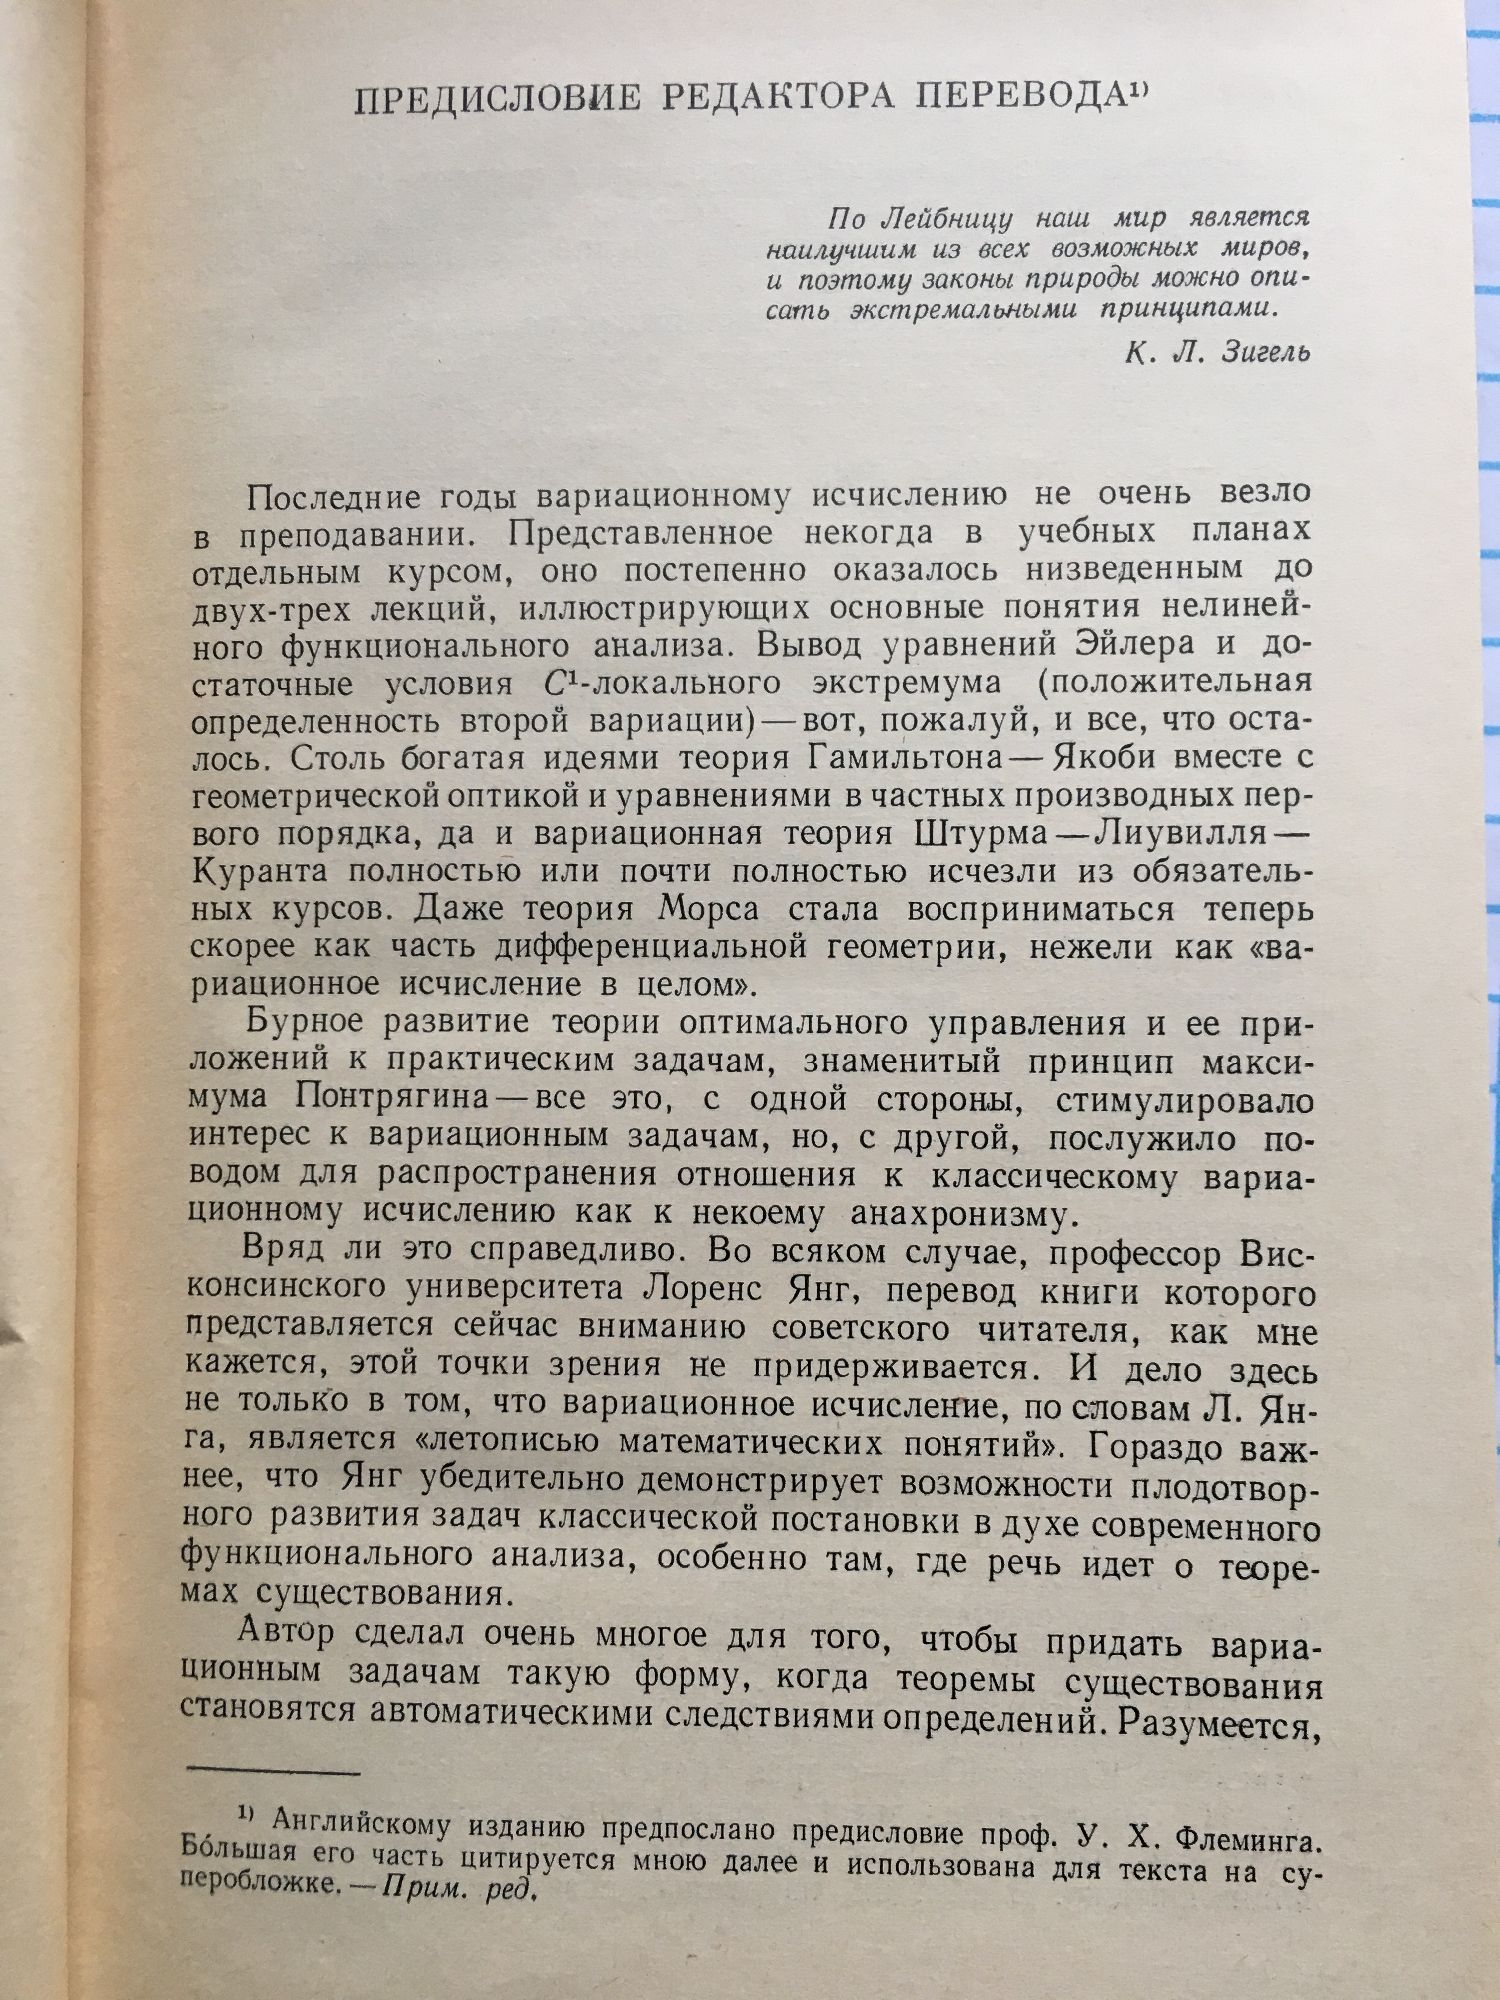 ПРЕДИСЛОВИЕ РЕДАКТОРА ПЕРЕВОДА¹⁾
По Лейбницу наш мир является
наилучшим из всех возможных миров,
и поэтому законы природы можно опи-
сать экстремальными принципами.
К. Л. Зигель
Последние годы вариационному исчислению не очень везло
в преподавании. Представленное некогда в учебных планах
отдельным курсом, оно постепенно оказалось низведенным до
двух-трех лекций, иллюстрирующих основные понятия нелиней-
ного функционального анализа. Вывод уравнений Эйлера и до-
статочные условия C¹-локального экстремума (положительная
определенность второй вариации) — вот, пожалуй, и все, что оста-
лось. Столь богатая идеями теория Гамильтона — Якоби вместе с
геометрической оптикой и уравнениями в частных производных пер-
вого порядка, да и вариационная теория Штурма — Лиувилля —
Куранта полностью или почти полностью исчезли из обязатель-
ных курсов. Даже теория Морса стала восприниматься теперь
скорее как часть дифференциальной геометрии, нежели как «ва-
риационное исчисление в целом».
Бурное развитие теории оптимального управления и ее при-
ложений к практическим задачам, знаменитый принцип макси-
мума Понтрягина — все это, с одной стороны, стимулировало
интерес к вариационным задачам, но, с другой, послужило по-
водом для распространения отношения к классическому вариа-
ционному исчислению как к некоему анахронизму.
Вряд ли это справедливо. Во всяком случае, профессор Вис-
консинского университета Лоренс Янг, перевод книги которого
представляется сейчас вниманию советского читателя, как мне
кажется, этой точки зрения не придерживается. И дело здесь
не только в том, что вариационное исчисление, по словам Л. Ян-
га, является «летописью математических понятий». Гораздо важ-
нее, что Янг убедительно демонстрирует возможности плодотвор-
ного развития задач классической постановки в духе современного
функционального анализа, особенно там, где речь идет о теоре-
мах существования.
Автор сделал очень многое для того, чтобы придать вариа-
ционным задачам такую форму, когда теоремы существования
становятся автоматическими следствиями определений. Разумеется,
¹⁾ Английскому изданию предпослано предисловие проф. У. Х. Флеминга.
Бо́льшая его часть цитируется мною далее и использована для текста на су-
перобложке. — Прим. ред.